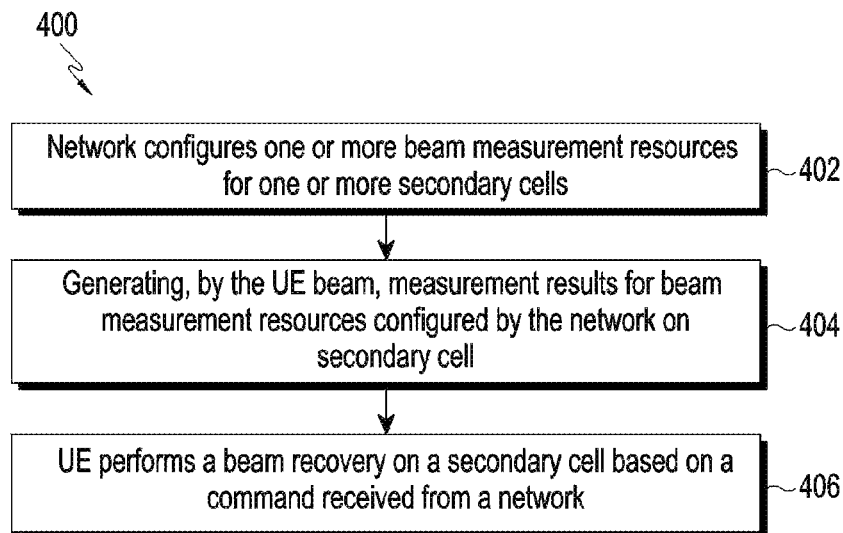 400
Network configures one or more beam measurement resources
for one or more secondary cells
402
Generating, by the UE beam, measurement results for beam
measurement resources configured by the network on
secondary cell
404
UE performs a beam recovery on a secondary cell based on a
command received from a network
406